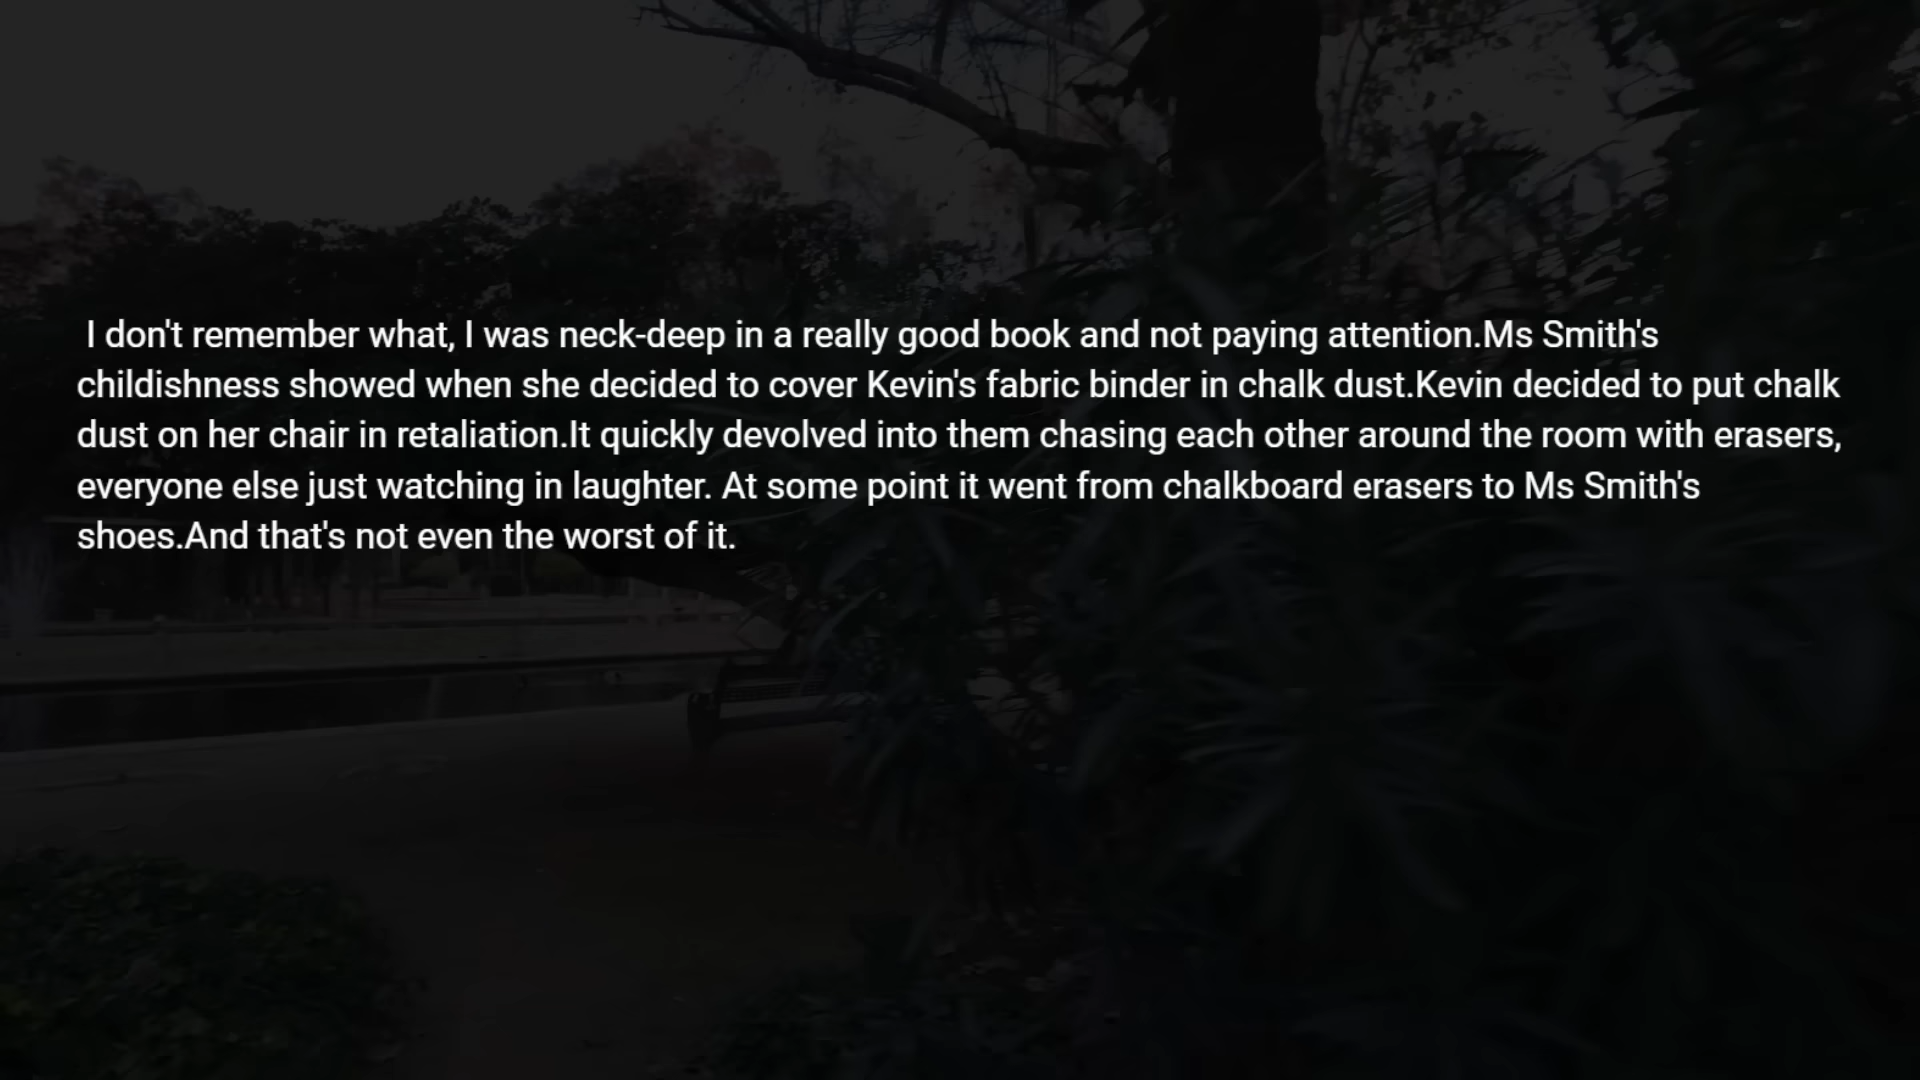 I don't remember what, I was neck-deep in a really good book and not paying attention.Ms Smith's
childishness showed when she decided to cover Kevin's fabric binder in chalk dust.Kevin decided to put chalk
dust on her chair in retaliation.It quickly devolved into them chasing each other around the room with erasers,
everyone else just watching in laughter. At some point it went from chalkboard erasers to Ms Smith's
shoes.And that's not even the worst of it.